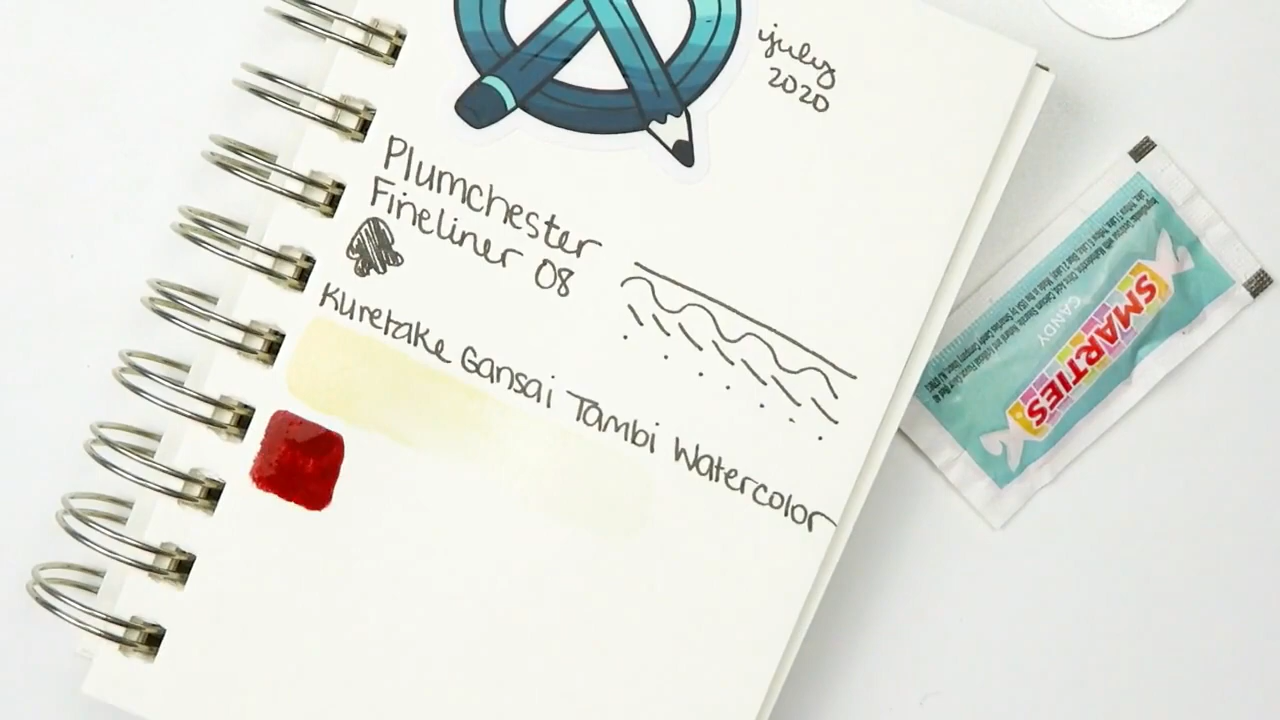 july
2020
Plumchester
Fineliner 08
Kuretake Gansai Tambi Watercolor
SMARTIES
CANDY